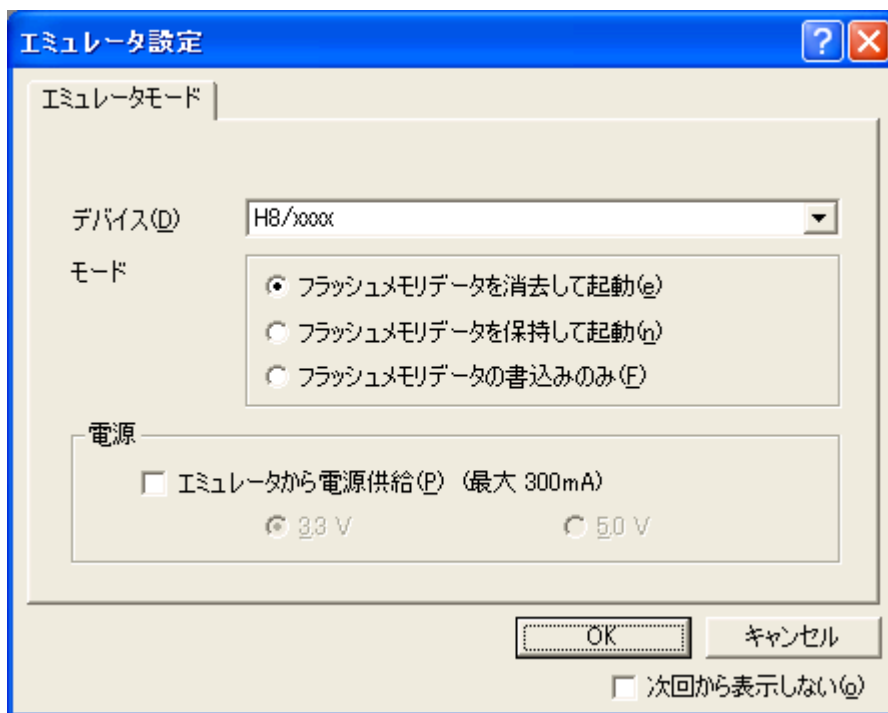 エミュレータ設定
エミュレータモード
デバイス(D) H8/xxxx
モード
フラッシュメモリデータを消去して起動(e)
フラッシュメモリデータを保持して起動(n)
フラッシュメモリデータの書込みのみ(F)
電源
エミュレータから電源供給(P) (最大 300mA)
3.3 V 5.0 V
OK キャンセル
次回から表示しない(o)